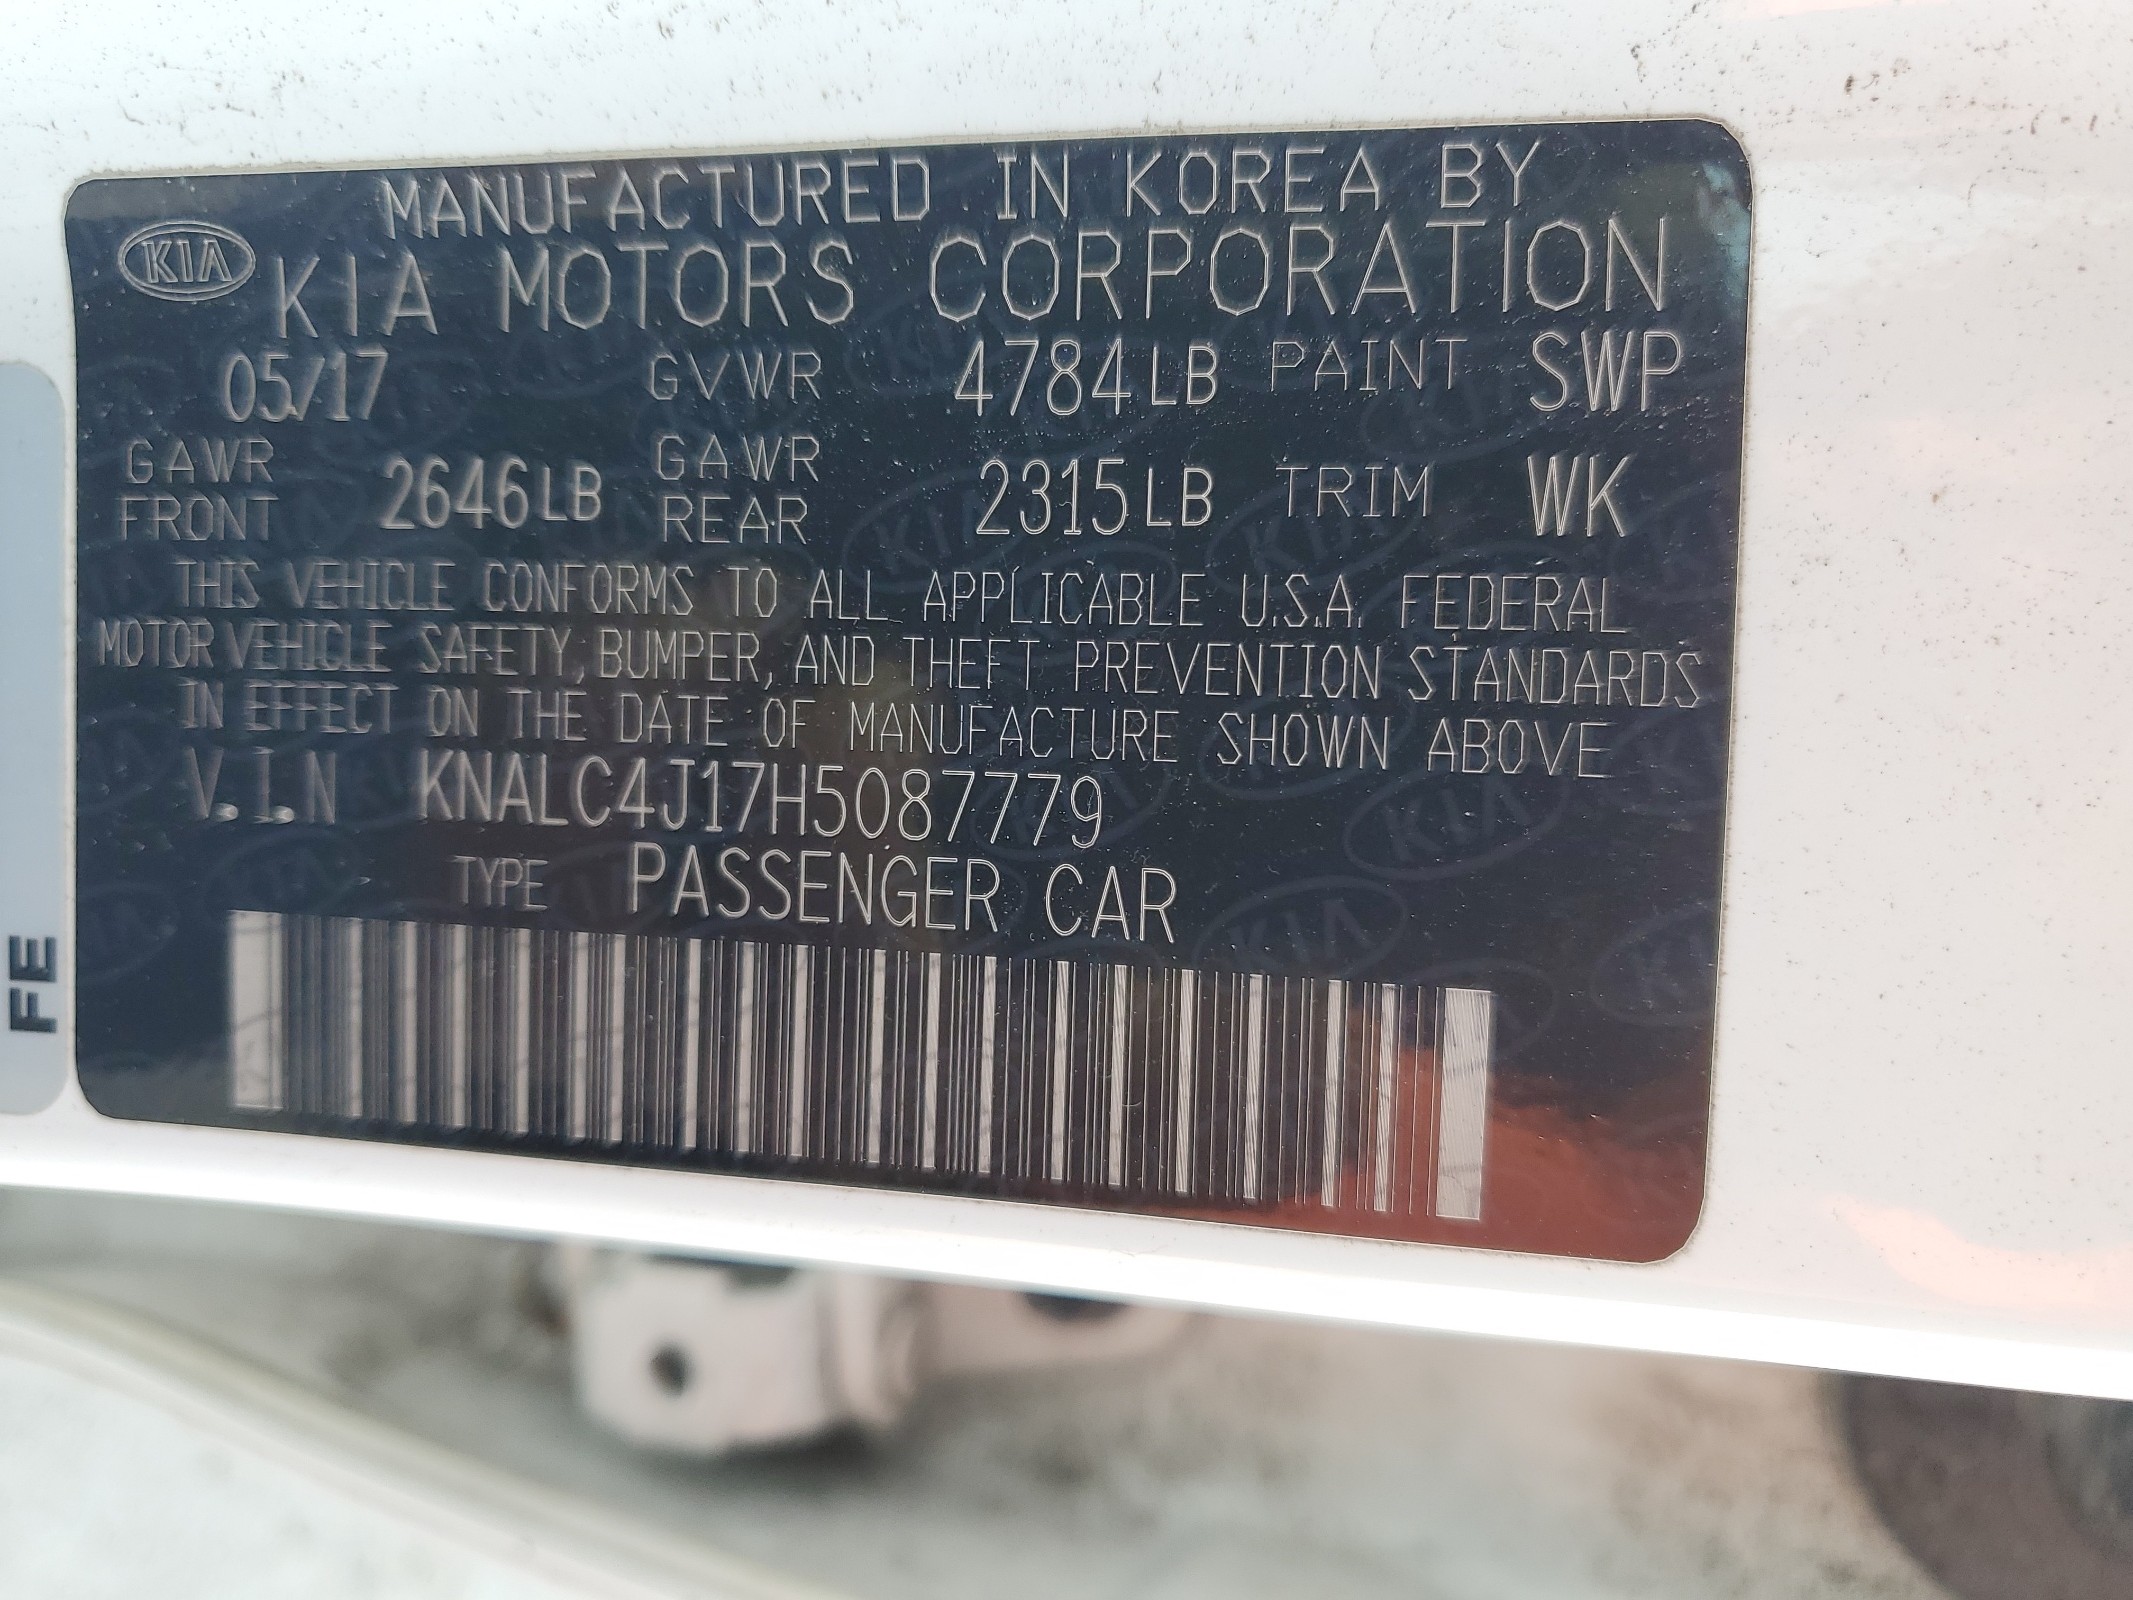 MANUFACTURED IN KOREA BY
KIA KIA MOTORS CORPORATION
05/17 GVWR 4784LB PAINT SWP
GAWR FRONT 2646LB GAWR REAR 2315LB TRIM WK
THIS VEHICLE CONFORMS TO ALL APPLICABLE U.S.A. FEDERAL
MOTOR VEHICLE SAFETY, BUMPER, AND THEFT PREVENTION STANDARDS
IN EFFECT ON THE DATE OF MANUFACTURE SHOWN ABOVE
V.I.N KNALC4J17H5087779
TYPE PASSENGER CAR
FE